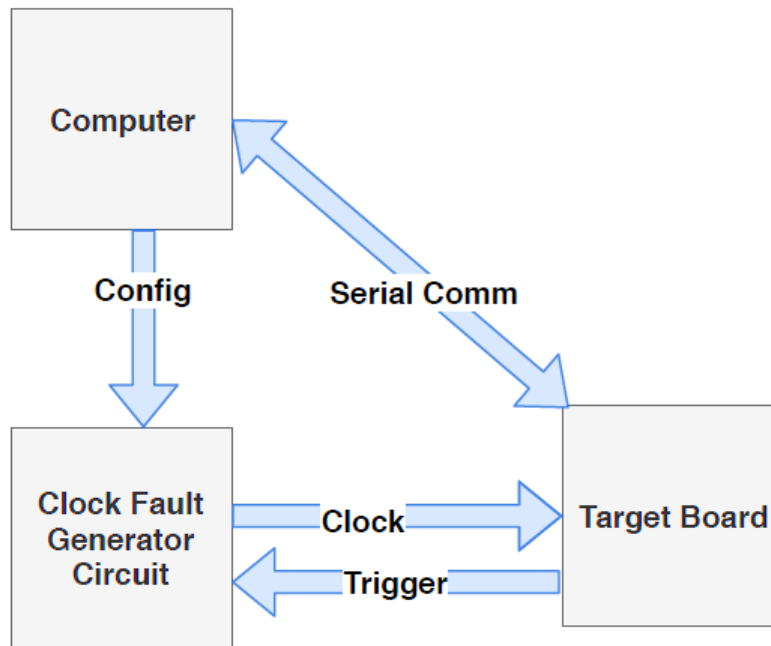 Computer
Config
Serial Comm
Clock Fault
Generator
Circuit
Clock
Trigger
Target Board